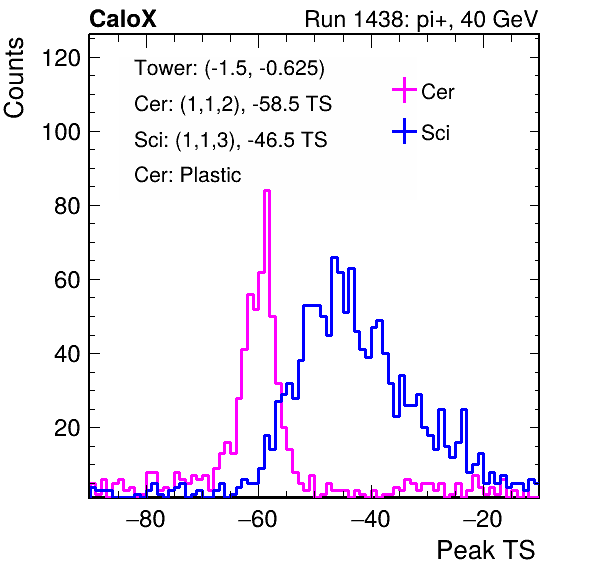 CaloX Run 1438: pi+, 40 GeV
Counts
Tower: (-1.5, -0.625)
Cer: (1,1,2), -58.5 TS
Sci: (1,1,3), -46.5 TS
Cer: Plastic
Cer
Sci
120
100
80
60
40
20
−80 −60 −40 −20
Peak TS